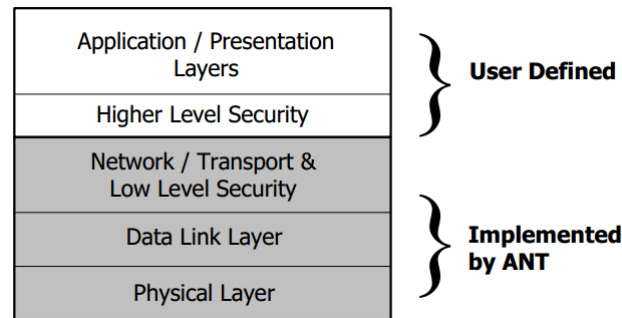 Application / Presentation
Layers
Higher Level Security
Network / Transport &
Low Level Security
Data Link Layer
Physical Layer
User Defined
Implemented
by ANT